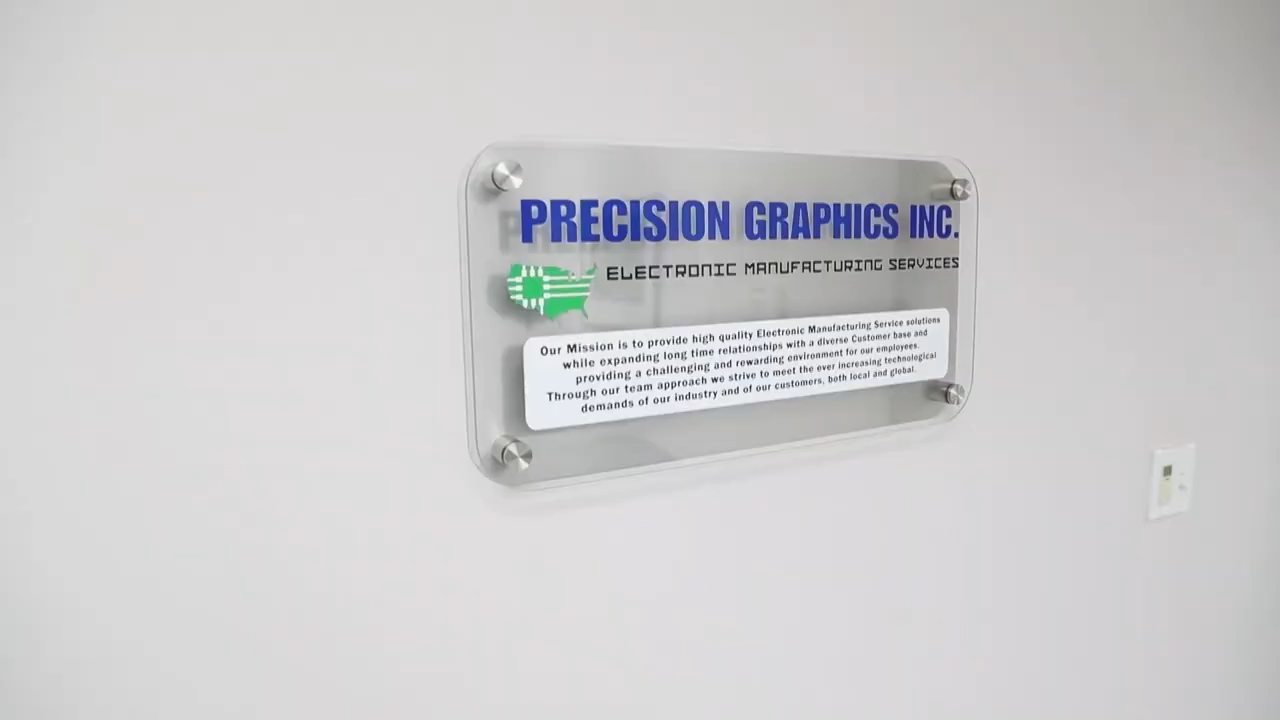 PRECISION GRAPHICS INC.
ELECTRONIC MANUFACTURING SERVICES
Our Mission is to provide high quality Electronic Manufacturing Service solutions
while expanding long time relationships with a diverse Customer base and
providing a challenging and rewarding environment for our employees.
Through our team approach we strive to meet the ever increasing technological
demands of our industry and of our customers, both local and global.